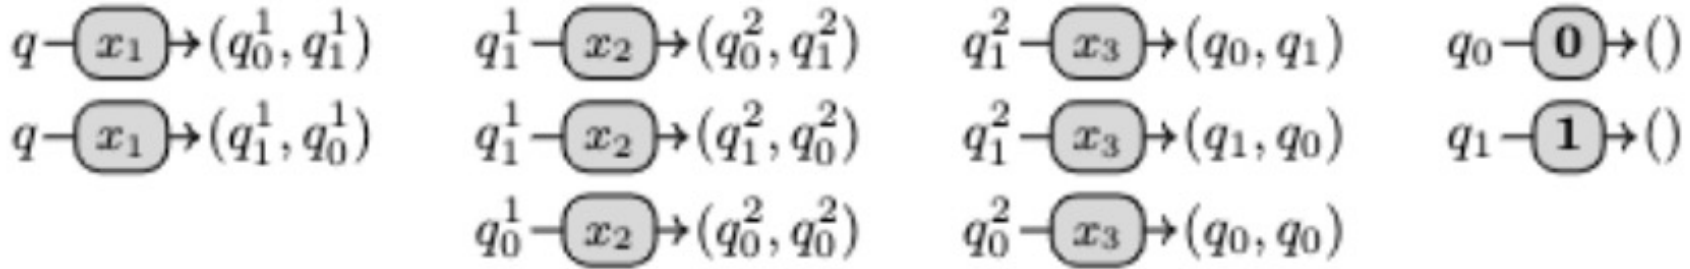 q x₁ → (q₀¹, q₁¹) q₁¹ x₂ → (q₀², q₁²) q₁² x₃ → (q₀, q₁) q₀ 0 → ()
q x₁ → (q₁¹, q₀¹) q₁¹ x₂ → (q₁², q₀²) q₁² x₃ → (q₁, q₀) q₁ 1 → ()
q₀¹ x₂ → (q₀², q₀²) q₀² x₃ → (q₀, q₀)